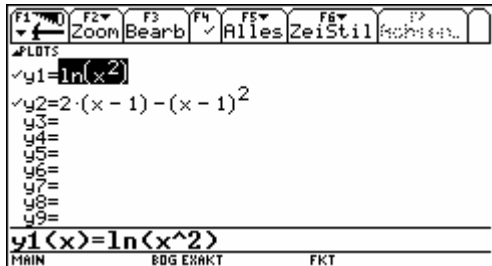 F1 F2 Zoom F3 Bearb F4 ✓ F5 Alles F6 ZeiStil
PLOTS
✓y1=ln(x²)
✓y2=2·(x - 1) - (x - 1)²
y3=
y4=
y5=
y6=
y7=
y8=
y9=
y1(x)=ln(x^2)
MAIN BOG EXAKT FKT